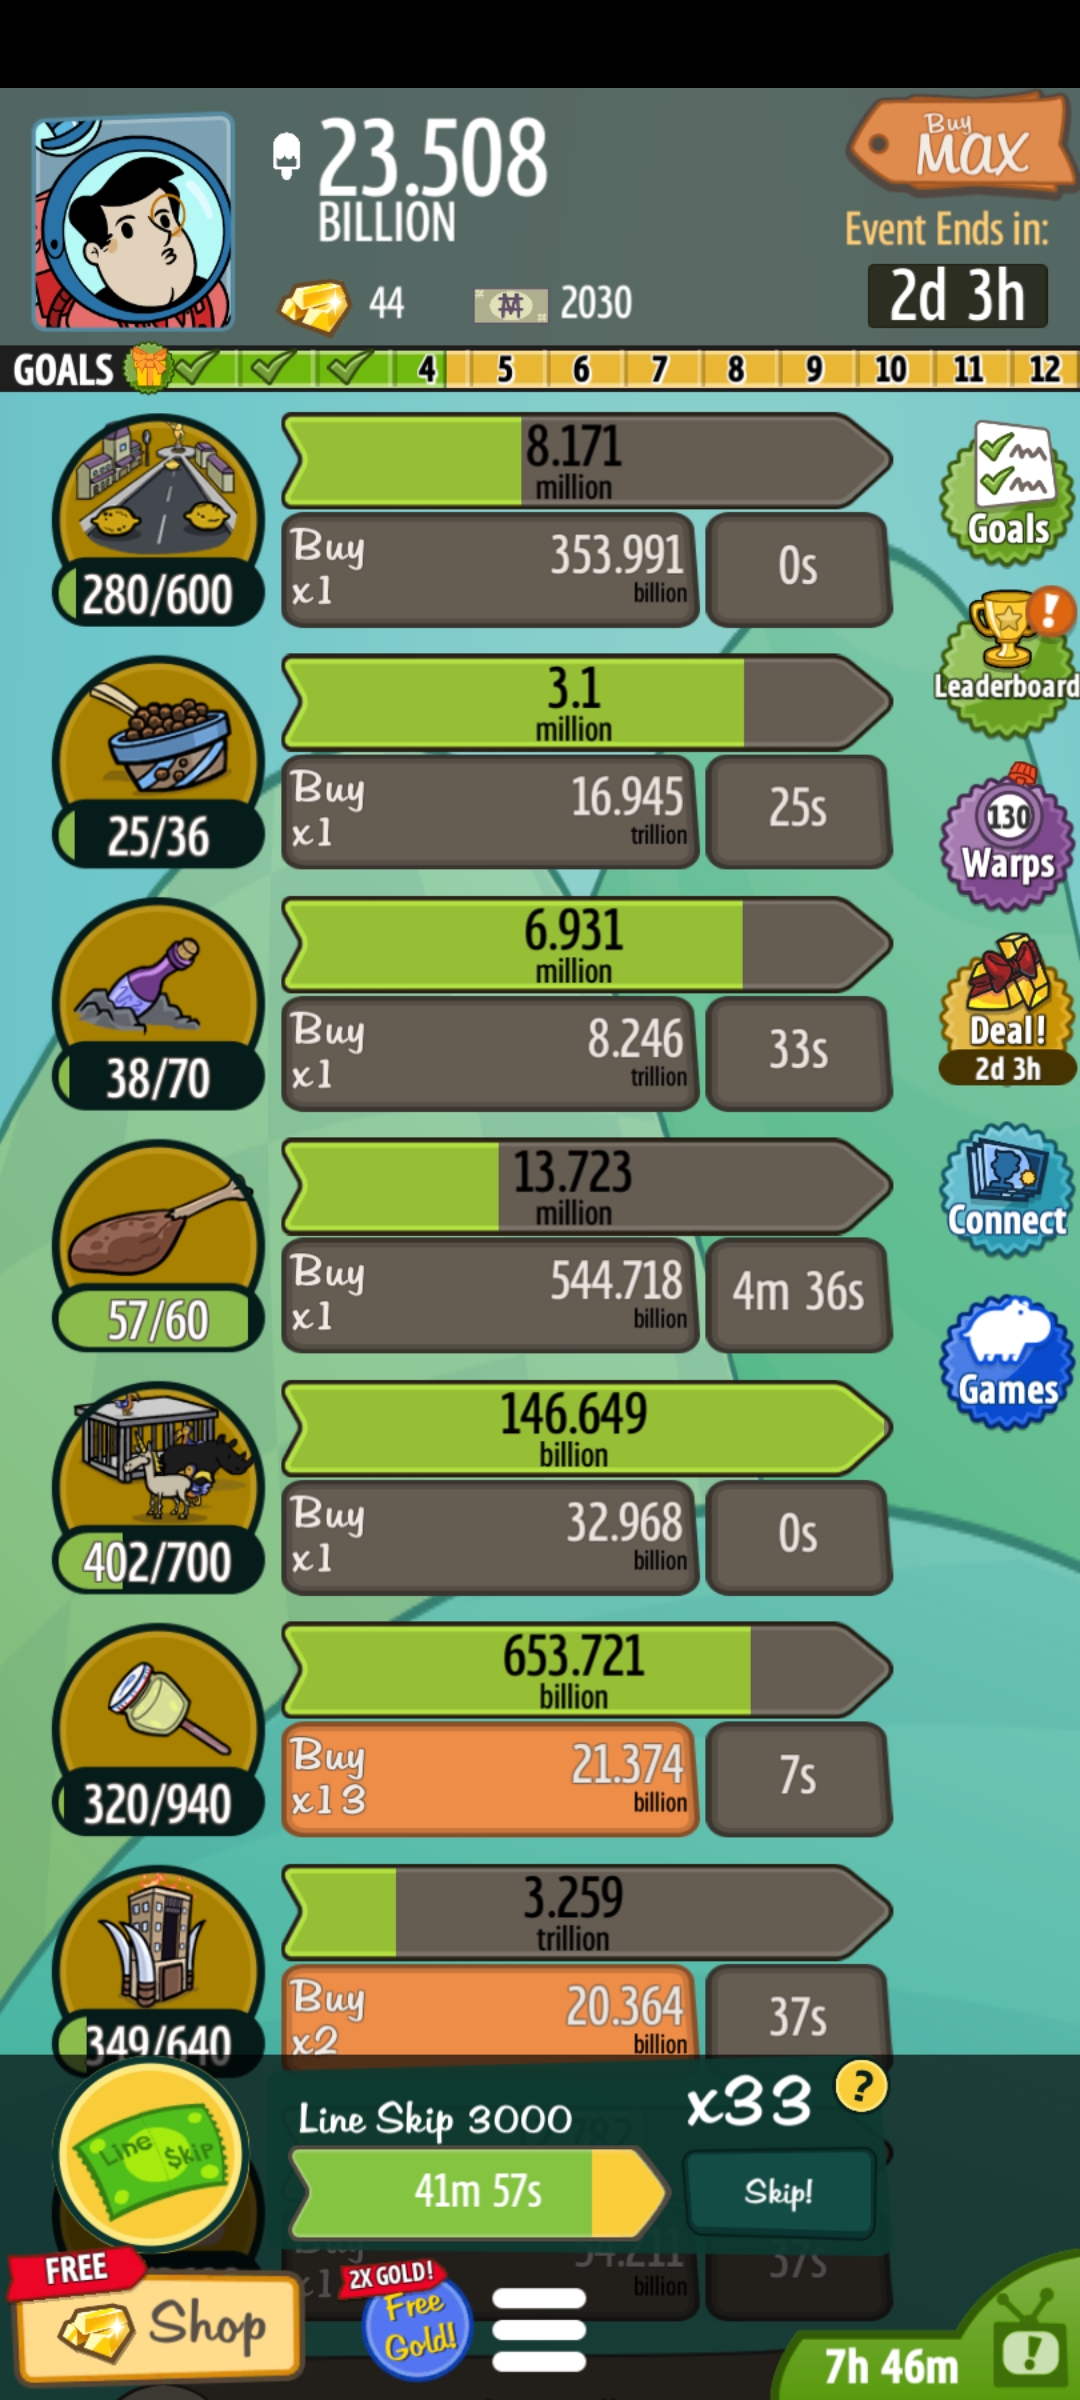 23.508
BILLION
Buy
MAX
Event Ends in:
2d 3h
44
2030
GOALS 4 5 6 7 8 9 10 11 12
8.171
million
280/600
Buy
x1
353.991
billion
0s
Goals
3.1
million
25/36
Buy
x1
16.945
trillion
25s
Leaderboard
6.931
million
38/70
Buy
x1
8.246
trillion
33s
130
Warps
Deal!
2d 3h
13.723
million
57/60
Buy
x1
544.718
billion
4m 36s
Connect
Games
146.649
billion
402/700
Buy
x1
32.968
billion
0s
653.721
billion
320/940
Buy
x13
21.374
billion
7s
3.259
trillion
349/640
Buy
x2
20.364
billion
37s
Line Skip
Line Skip 3000
x33
?
41m 57s
Skip!
billion
37s
FREE
Shop
2X GOLD!
Free
Gold!
7h 46m